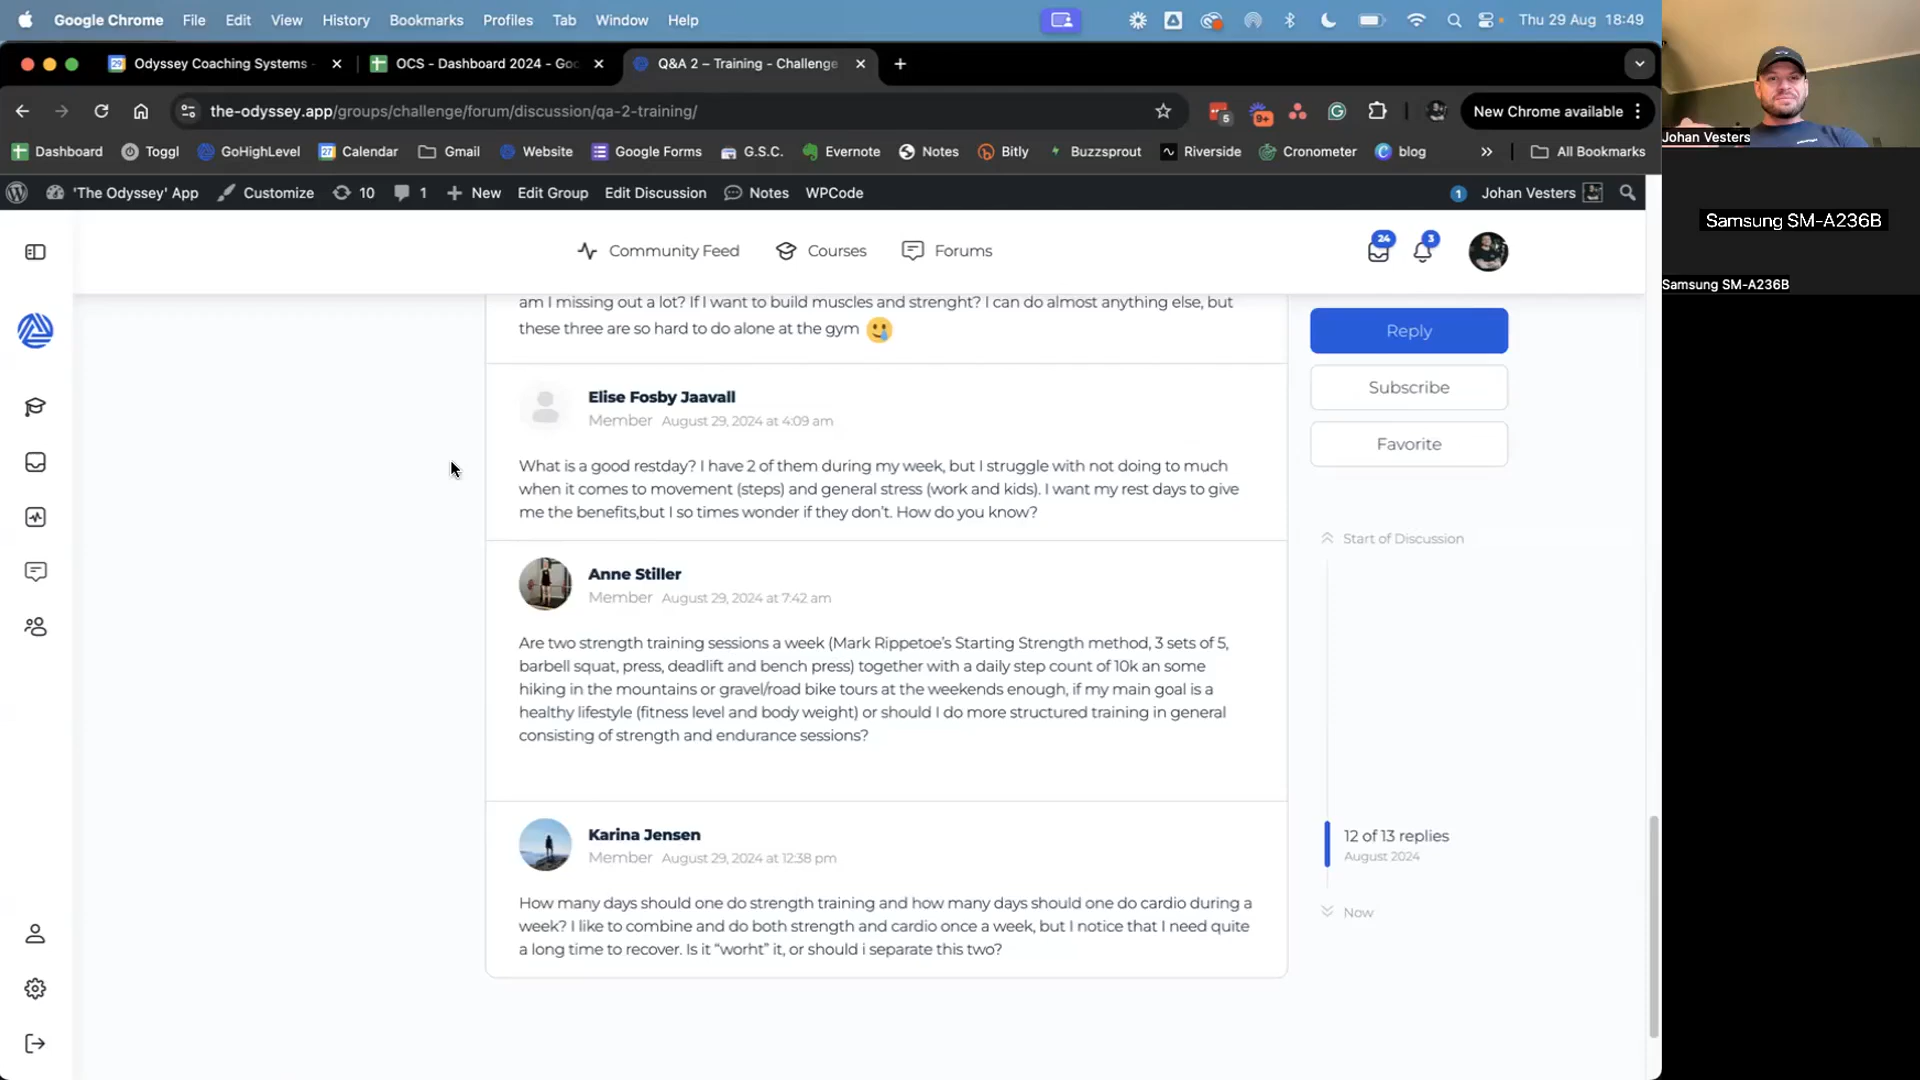 Google Chrome File Edit View History Bookmarks Profiles Tab Window Help Thu 29 Aug 18:49
29 Odyssey Coaching Systems - OCS - Dashboard 2024 - Goo Q&A 2 – Training - Challenge
the-odyssey.app/groups/challenge/forum/discussion/qa-2-training/ 5 9+ New Chrome available
Dashboard Toggl GoHighLevel 27 Calendar Gmail Website Google Forms G.S.C. Evernote Notes Bitly Buzzsprout Riverside Cronometer blog » All Bookmarks
'The Odyssey' App Customize 10 1 New Edit Group Edit Discussion Notes WPCode 1 Johan Vesters
Community Feed Courses Forums 24 3
am I missing out a lot? If I want to build muscles and strenght? I can do almost anything else, but
these three are so hard to do alone at the gym 🥲
Elise Fosby Jaavall
Member August 29, 2024 at 4:09 am
What is a good restday? I have 2 of them during my week, but I struggle with not doing to much
when it comes to movement (steps) and general stress (work and kids). I want my rest days to give
me the benefits,but I so times wonder if they don't. How do you know?
Anne Stiller
Member August 29, 2024 at 7:42 am
Are two strength training sessions a week (Mark Rippetoe's Starting Strength method, 3 sets of 5,
barbell squat, press, deadlift and bench press) together with a daily step count of 10k an some
hiking in the mountains or gravel/road bike tours at the weekends enough, if my main goal is a
healthy lifestyle (fitness level and body weight) or should I do more structured training in general
consisting of strength and endurance sessions?
Karina Jensen
Member August 29, 2024 at 12:38 pm
How many days should one do strength training and how many days should one do cardio during a
week? I like to combine and do both strength and cardio once a week, but I notice that I need quite
a long time to recover. Is it "worht" it, or should i separate this two?
Reply
Subscribe
Favorite
Start of Discussion
12 of 13 replies
August 2024
Now
Johan Vesters
Samsung SM-A236B
Samsung SM-A236B